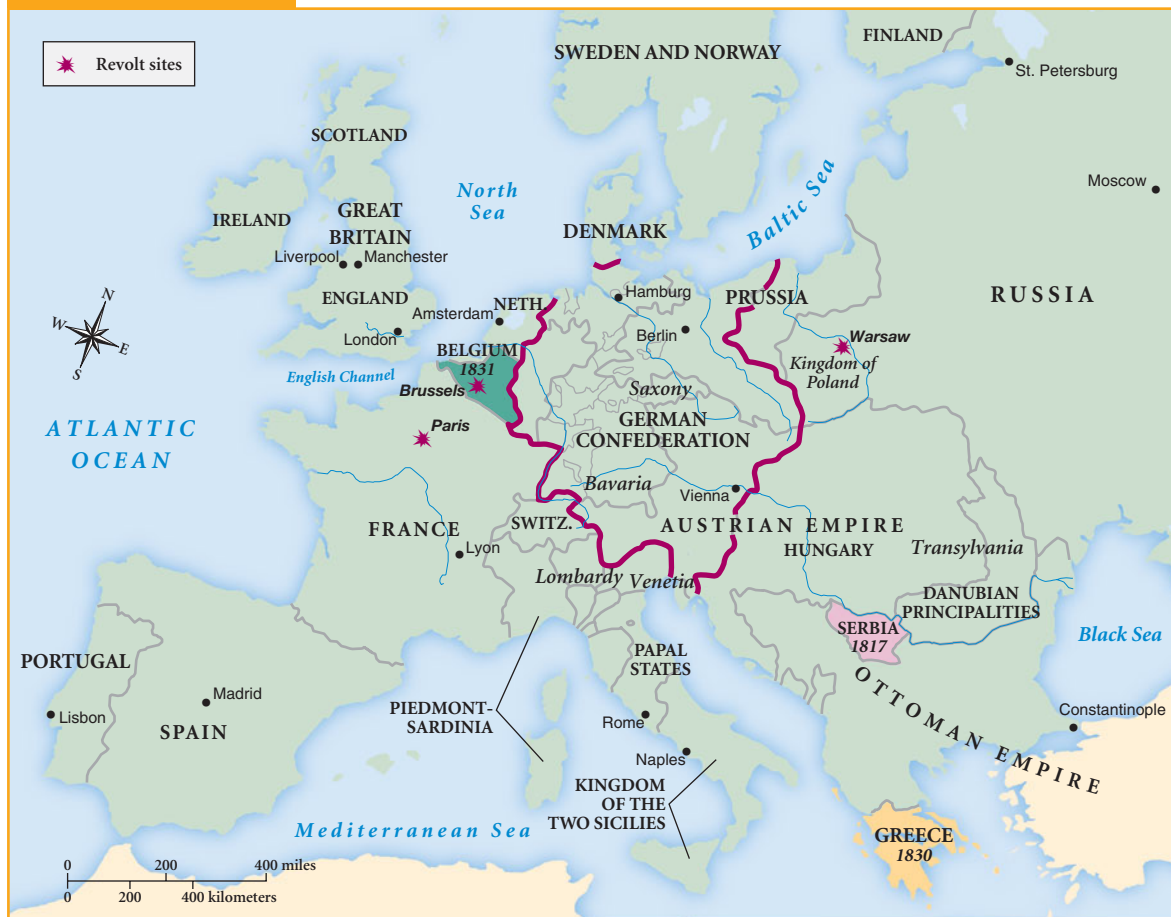 Revolt sites
SWEDEN AND NORWAY
FINLAND
St. Petersburg
SCOTLAND
North
Sea
Baltic Sea
Moscow
IRELAND
GREAT
BRITAIN
DENMARK
Liverpool
Manchester
Hamburg
PRUSSIA
RUSSIA
N
W
E
S
ENGLAND
NETH.
Amsterdam
London
Berlin
Warsaw
Kingdom of
Poland
BELGIUM
1831
English Channel
Brussels
Saxony
ATLANTIC
OCEAN
Paris
GERMAN
CONFEDERATION
Bavaria
Vienna
FRANCE
SWITZ.
AUSTRIAN EMPIRE
HUNGARY
Transylvania
Lyon
Lombardy
Venetia
DANUBIAN
PRINCIPALITIES
SERBIA
1817
Black Sea
PORTUGAL
PAPAL
STATES
Madrid
Lisbon
SPAIN
PIEDMONT-
SARDINIA
Rome
OTTOMAN EMPIRE
Constantinople
Naples
KINGDOM
OF THE
TWO SICILIES
Mediterranean Sea
GREECE
1830
0 200 400 miles
0 200 400 kilometers